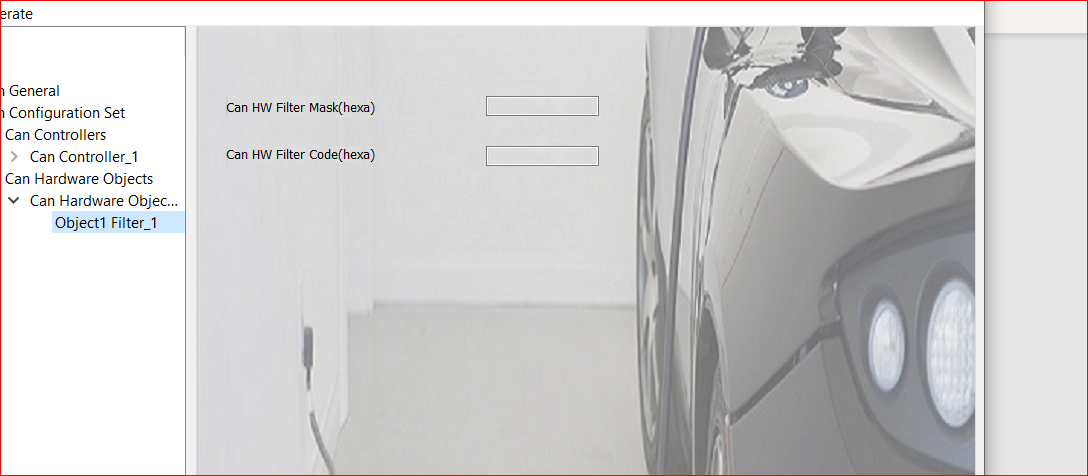 erate
n General
n Configuration Set
Can Controllers
Can Controller_1
Can Hardware Objects
Can Hardware Objec...
Object1 Filter_1
Can HW Filter Mask(hexa)
Can HW Filter Code(hexa)